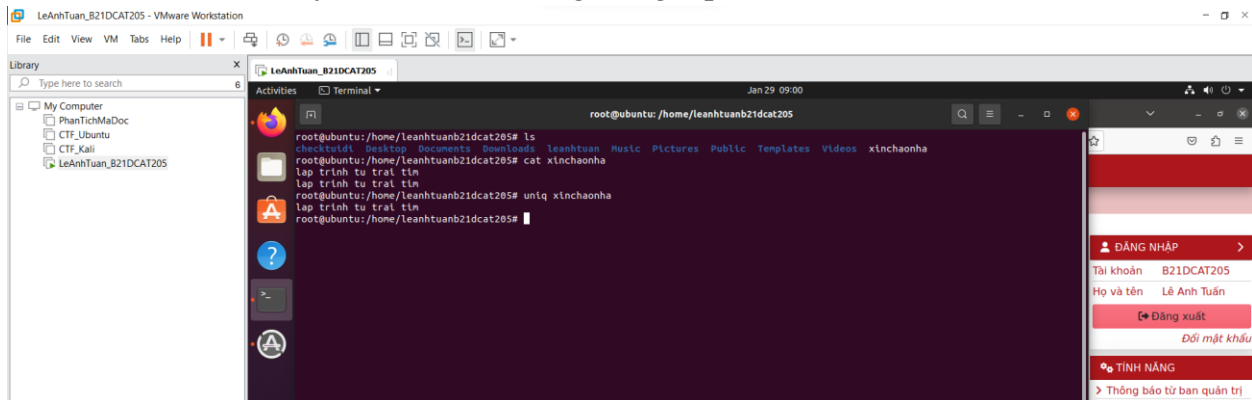 LeAnhTuan_B21DCAT205 - VMware Workstation
File Edit View VM Tabs Help
Library
Type here to search
My Computer
PhanTichMaDoc
CTF_Ubuntu
CTF_Kali
LeAnhTuan_B21DCAT205
LeAnhTuan_B21DCAT205
Activities Terminal Jan 29 09:00
root@ubuntu: /home/leanhtuanb21dcat205
root@ubuntu:/home/leanhtuanb21dcat205# ls
checktuidi Desktop Documents Downloads leanhtuan Music Pictures Public Templates Videos xinchaonha
root@ubuntu:/home/leanhtuanb21dcat205# cat xinchaonha
lap trinh tu trai tim
lap trinh tu trai tim
root@ubuntu:/home/leanhtuanb21dcat205# uniq xinchaonha
lap trinh tu trai tim
root@ubuntu:/home/leanhtuanb21dcat205#
ĐĂNG NHẬP
Tài khoản B21DCAT205
Họ và tên Lê Anh Tuấn
Đăng xuất
Đổi mật khẩu
TÍNH NĂNG
Thông báo từ ban quản trị